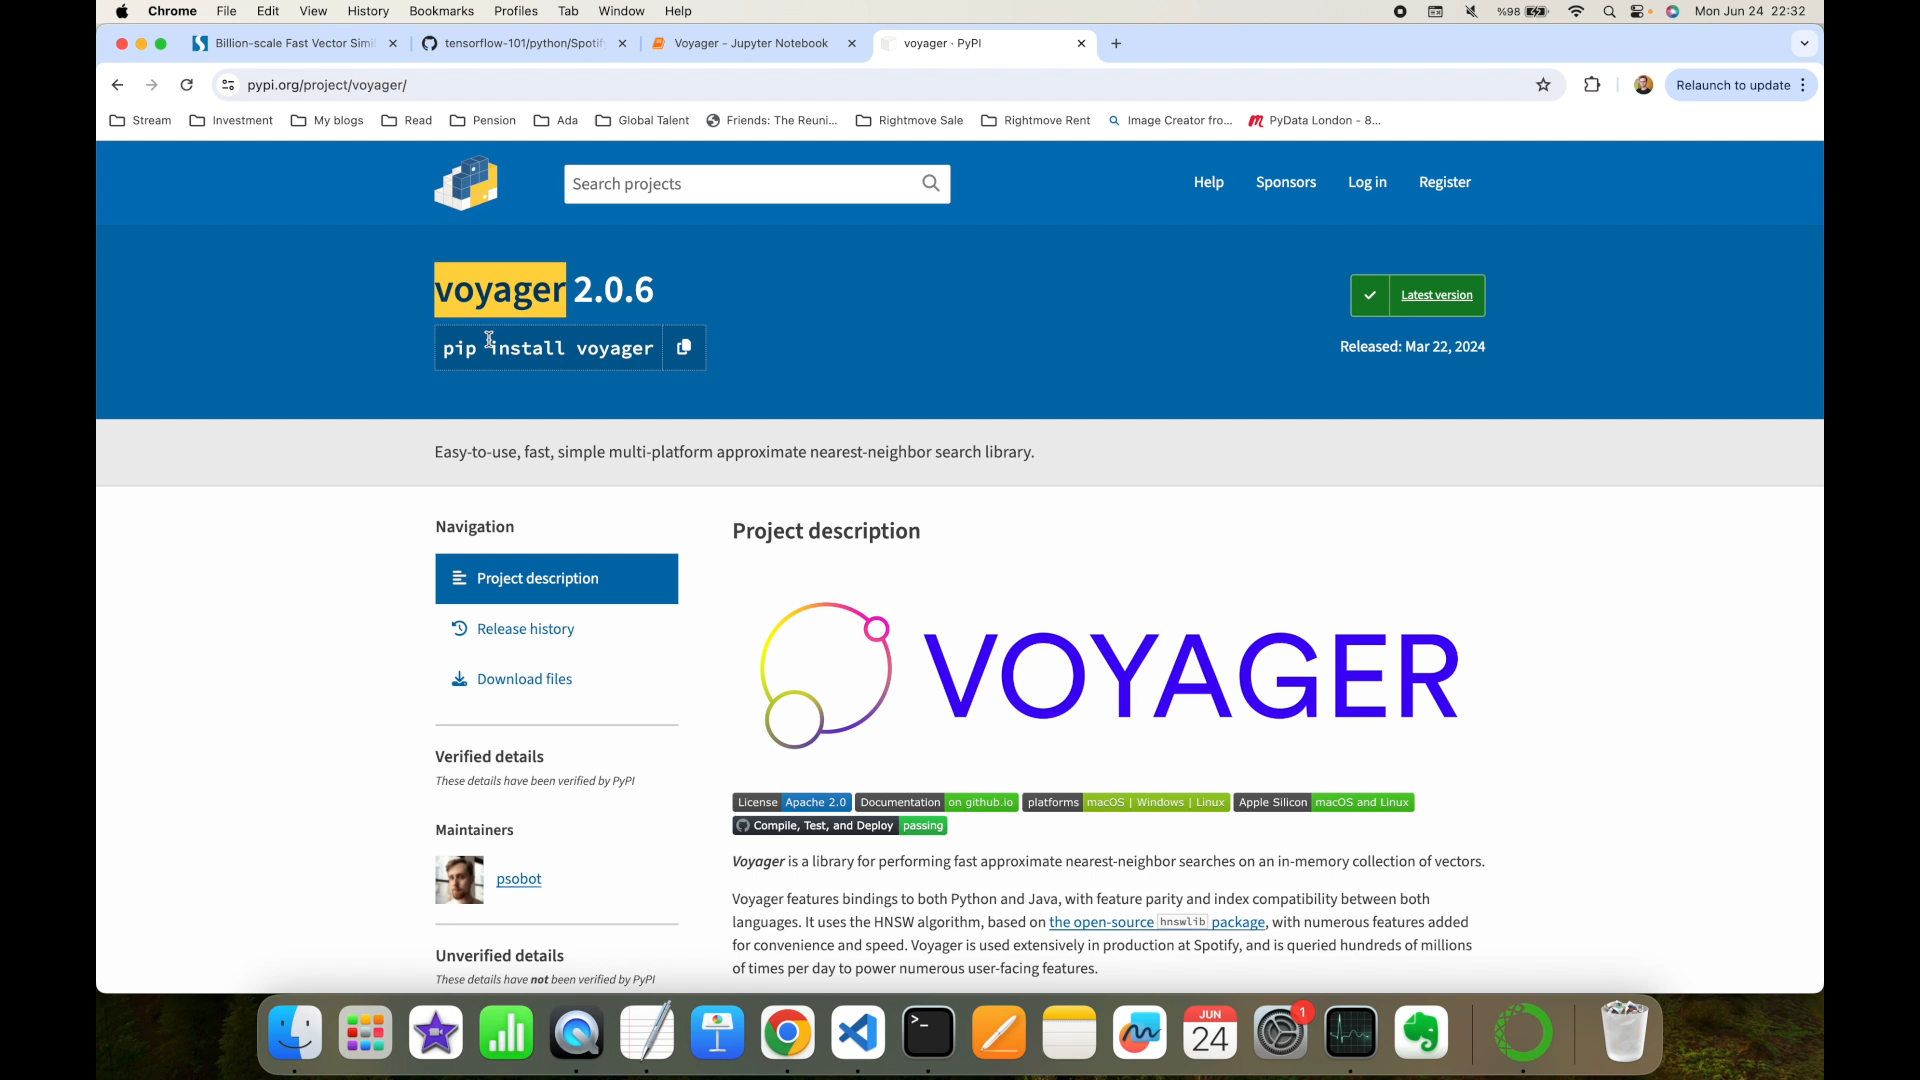 Chrome File Edit View History Bookmarks Profiles Tab Window Help %98 Mon Jun 24 22:32
Billion-scale Fast Vector Simil tensorflow-101/python/Spotif Voyager - Jupyter Notebook voyager · PyPI
pypi.org/project/voyager/ Relaunch to update
Stream Investment My blogs Read Pension Ada Global Talent Friends: The Reuni... Rightmove Sale Rightmove Rent Image Creator fro... PyData London - 8...
Search projects Help Sponsors Log in Register
voyager 2.0.6
Latest version
pip install voyager
Released: Mar 22, 2024
Easy-to-use, fast, simple multi-platform approximate nearest-neighbor search library.
Navigation
Project description
Release history
Download files
Verified details
These details have been verified by PyPI
Maintainers
psobot
Unverified details
These details have not been verified by PyPI
Project description
VOYAGER
License Apache 2.0 Documentation on github.io platforms macOS | Windows | Linux Apple Silicon macOS and Linux
Compile, Test, and Deploy passing
Voyager is a library for performing fast approximate nearest-neighbor searches on an in-memory collection of vectors.
Voyager features bindings to both Python and Java, with feature parity and index compatibility between both
languages. It uses the HNSW algorithm, based on the open-source hnswlib package, with numerous features added
for convenience and speed. Voyager is used extensively in production at Spotify, and is queried hundreds of millions
of times per day to power numerous user-facing features.
JUN
24
1